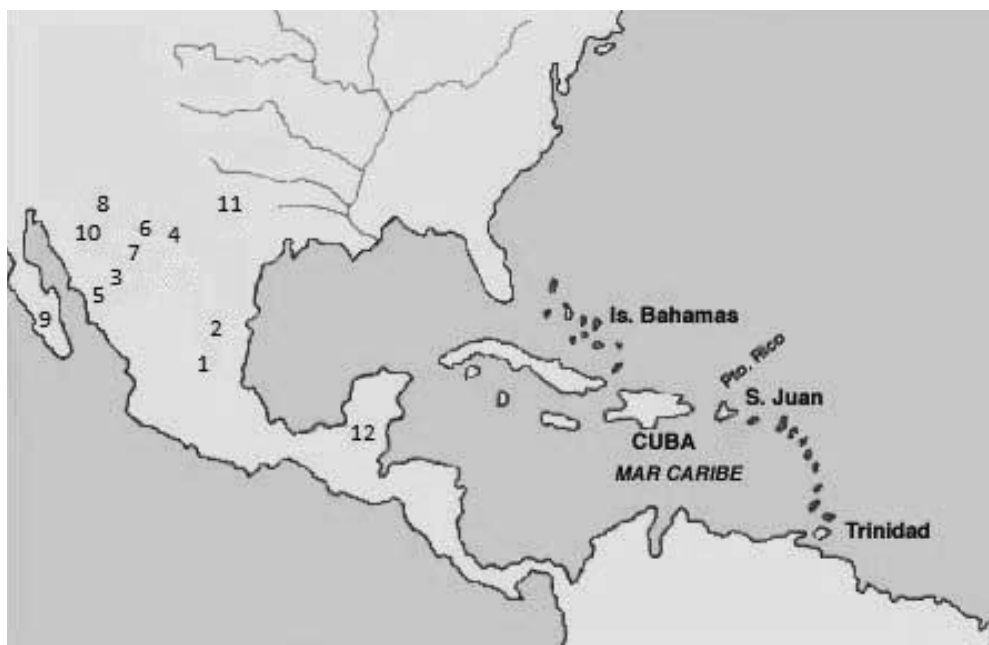 8
11
10
6
4
7
3
5
9
2
1
12
Is. Bahamas
Pto. Rico
S. Juan
D
CUBA
MAR CARIBE
Trinidad